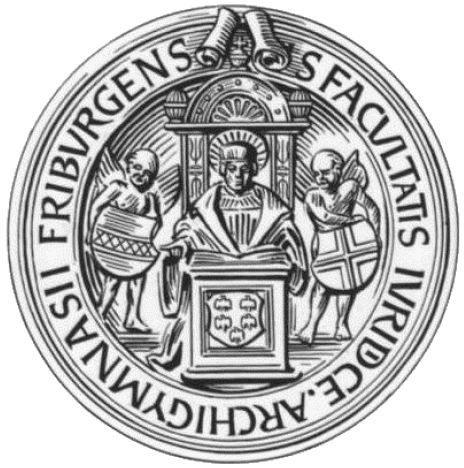 S FACVLTATIS IVRIDCE. ARCHIGYMNASII FRIBVRGENS